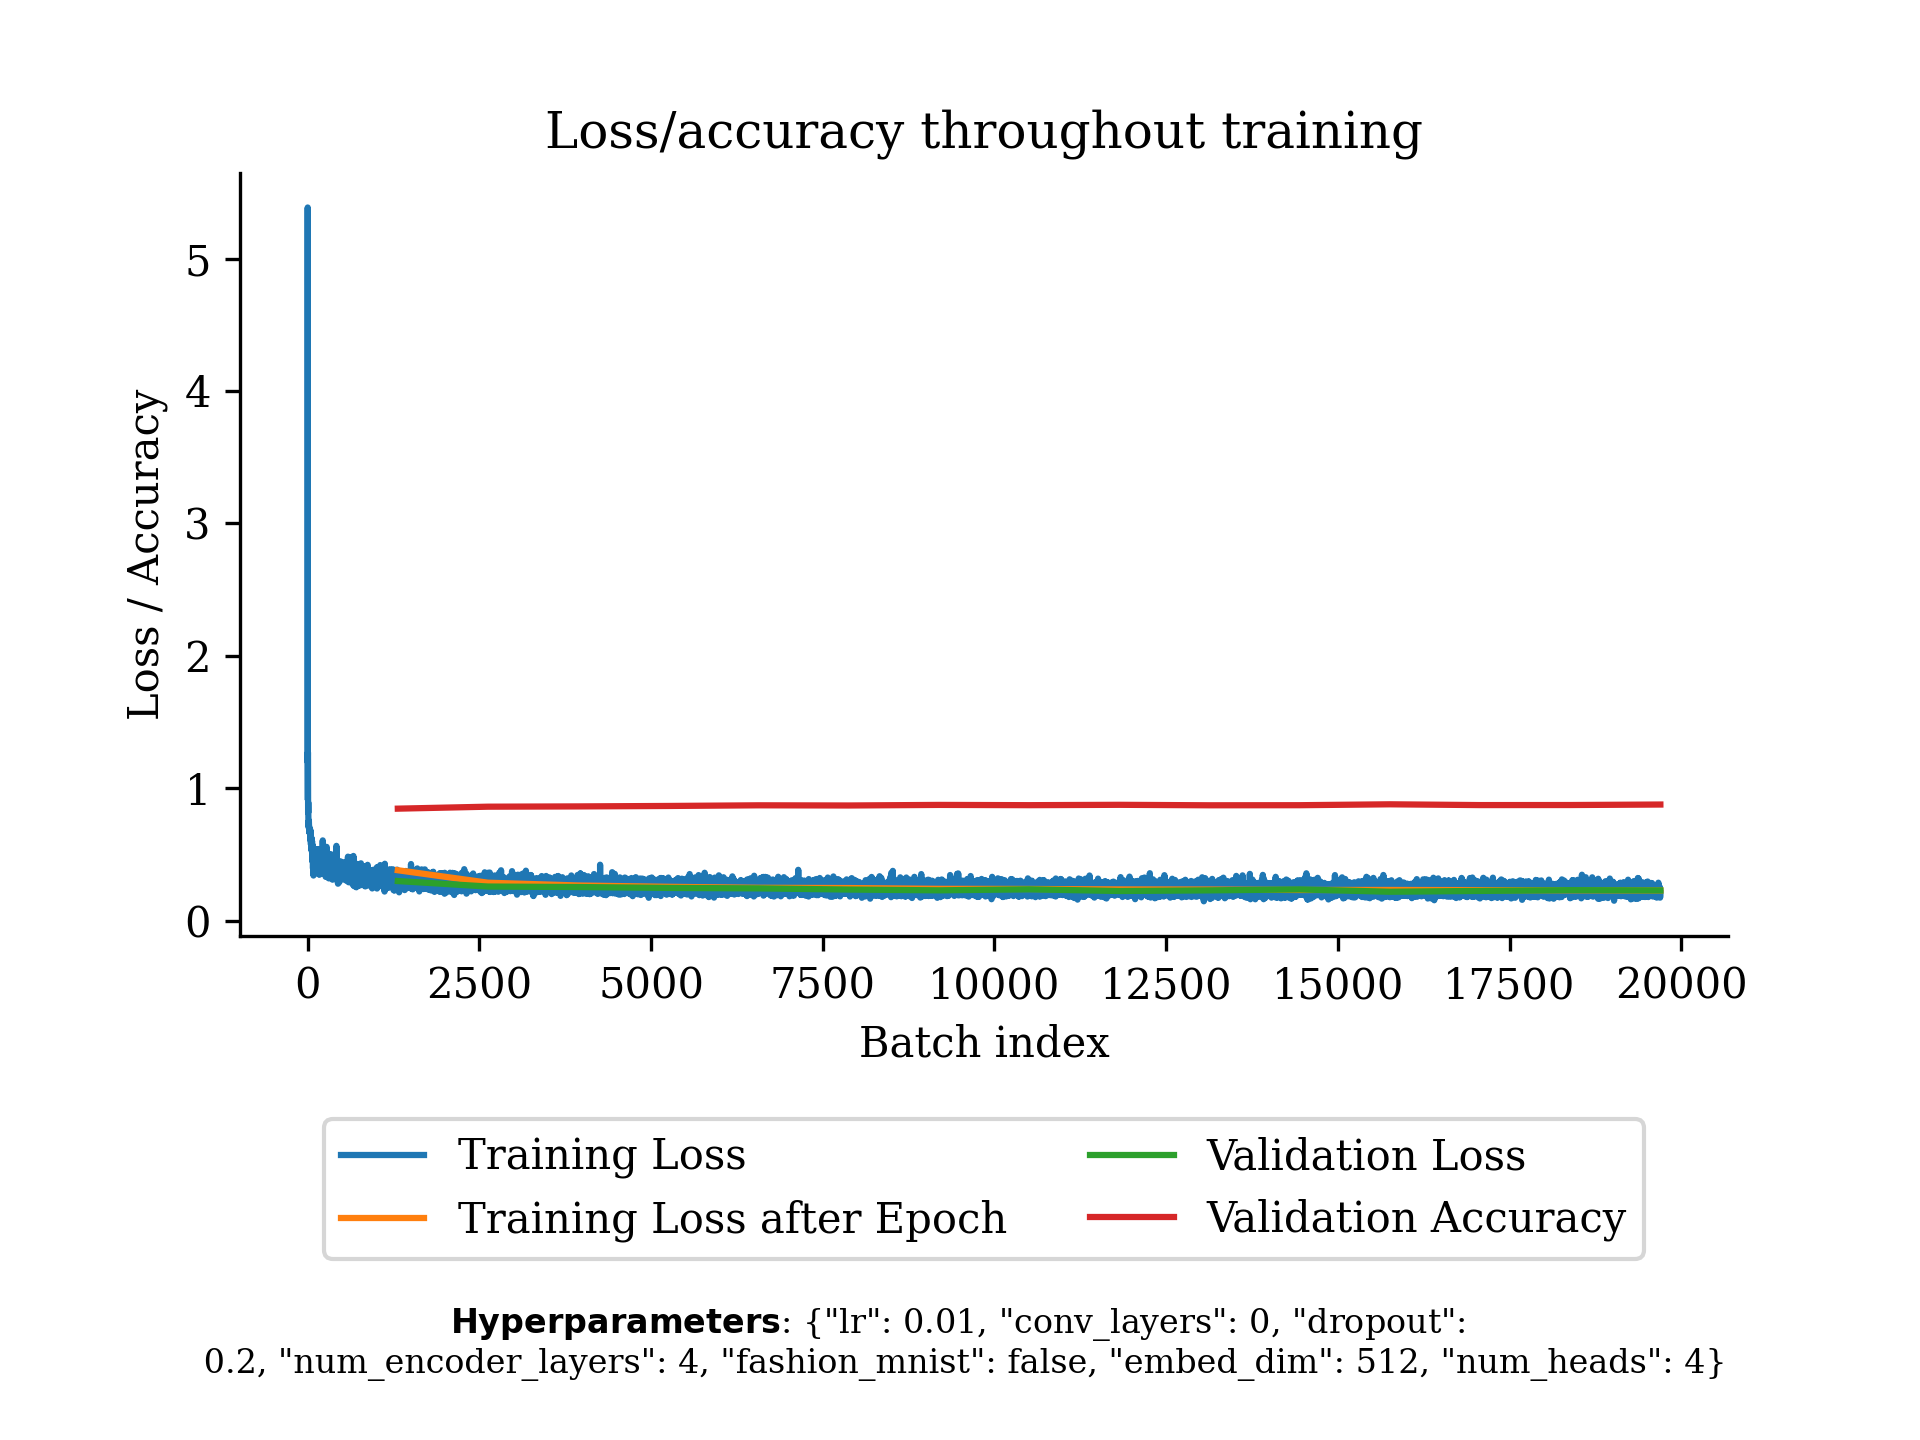 Loss/accuracy throughout training
Loss / Accuracy
5
4
3
2
1
0
0 2500 5000 7500 10000 12500 15000 17500 20000
Batch index
Training Loss
Training Loss after Epoch
Validation Loss
Validation Accuracy
Hyperparameters: {"lr": 0.01, "conv_layers": 0, "dropout":
0.2, "num_encoder_layers": 4, "fashion_mnist": false, "embed_dim": 512, "num_heads": 4}